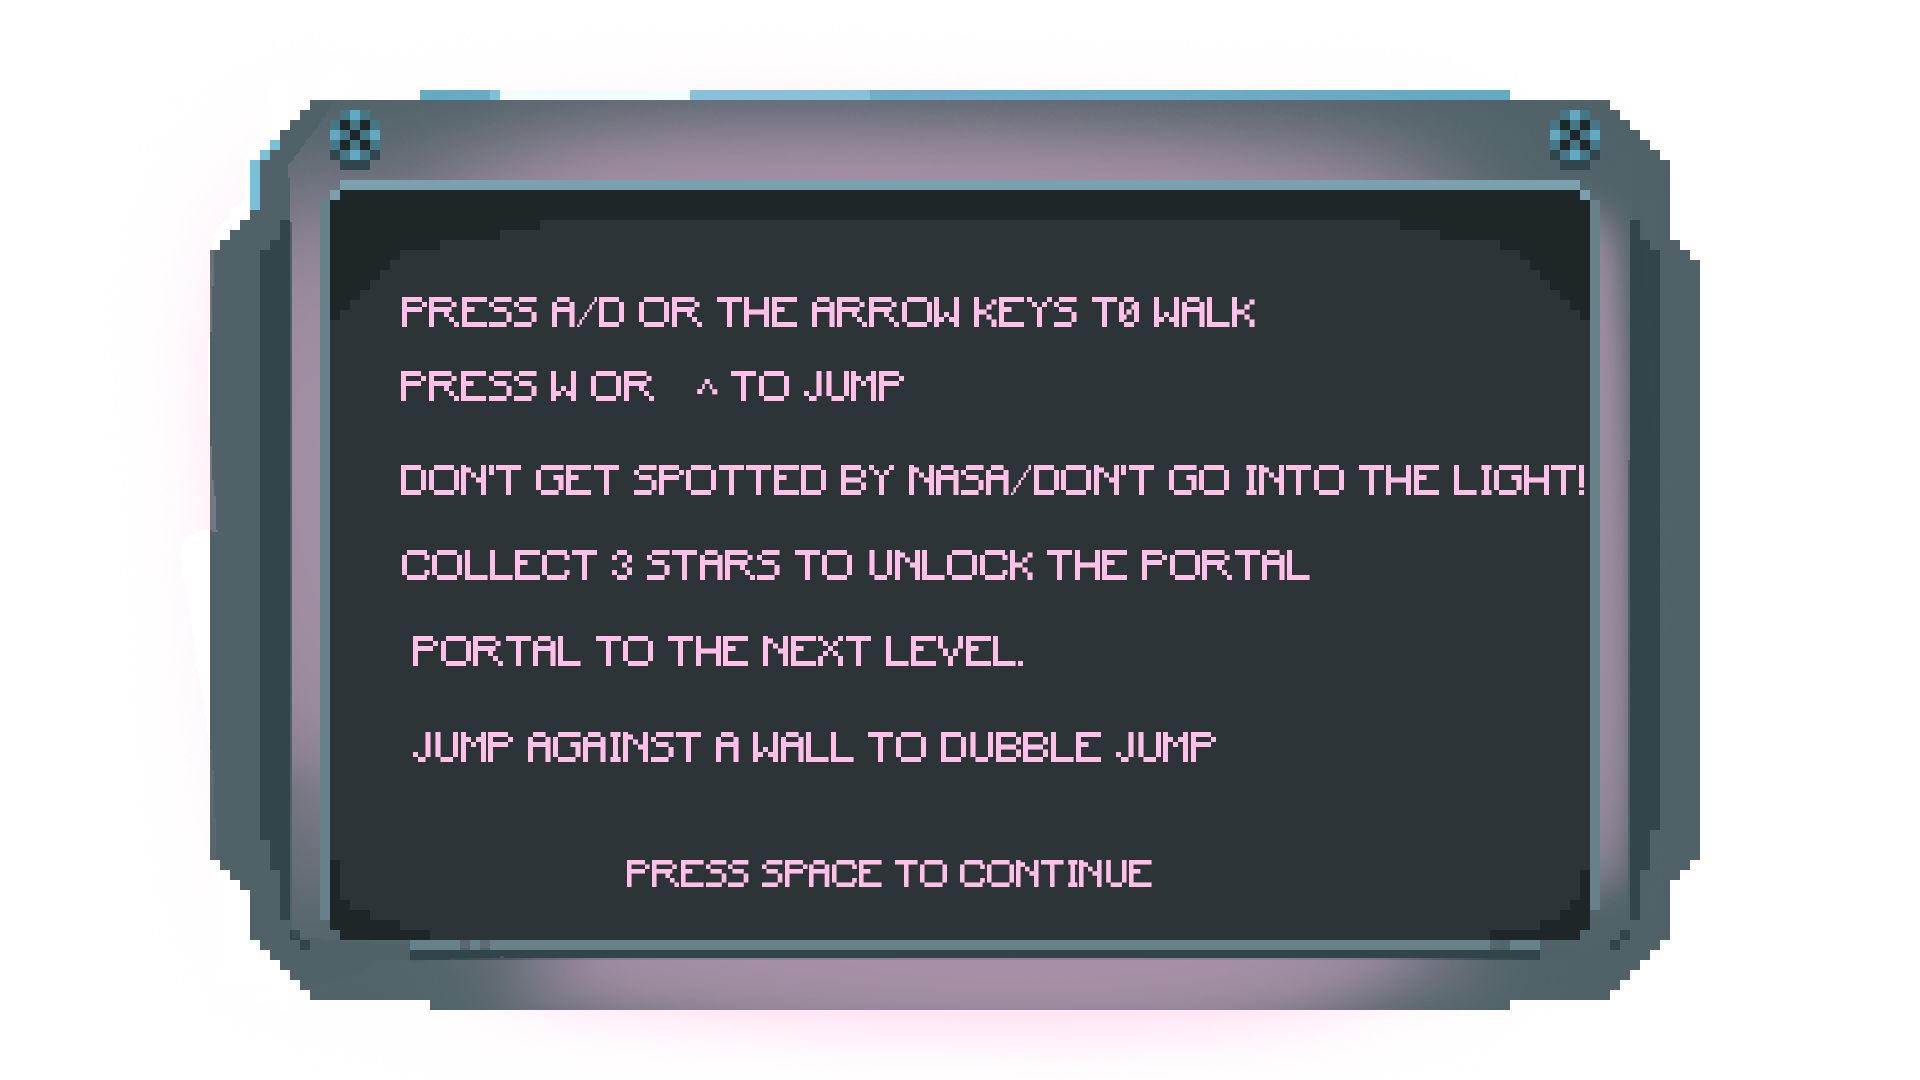 PRESS A/D OR THE ARROW KEYS T0 WALK
PRESS W OR ^ TO JUMP
DON'T GET SPOTTED BY NASA/DON'T GO INTO THE LIGHT!
COLLECT 3 STARS TO UNLOCK THE PORTAL
PORTAL TO THE NEXT LEVEL.
JUMP AGAINST A WALL TO DUBBLE JUMP
PRESS SPACE TO CONTINUE